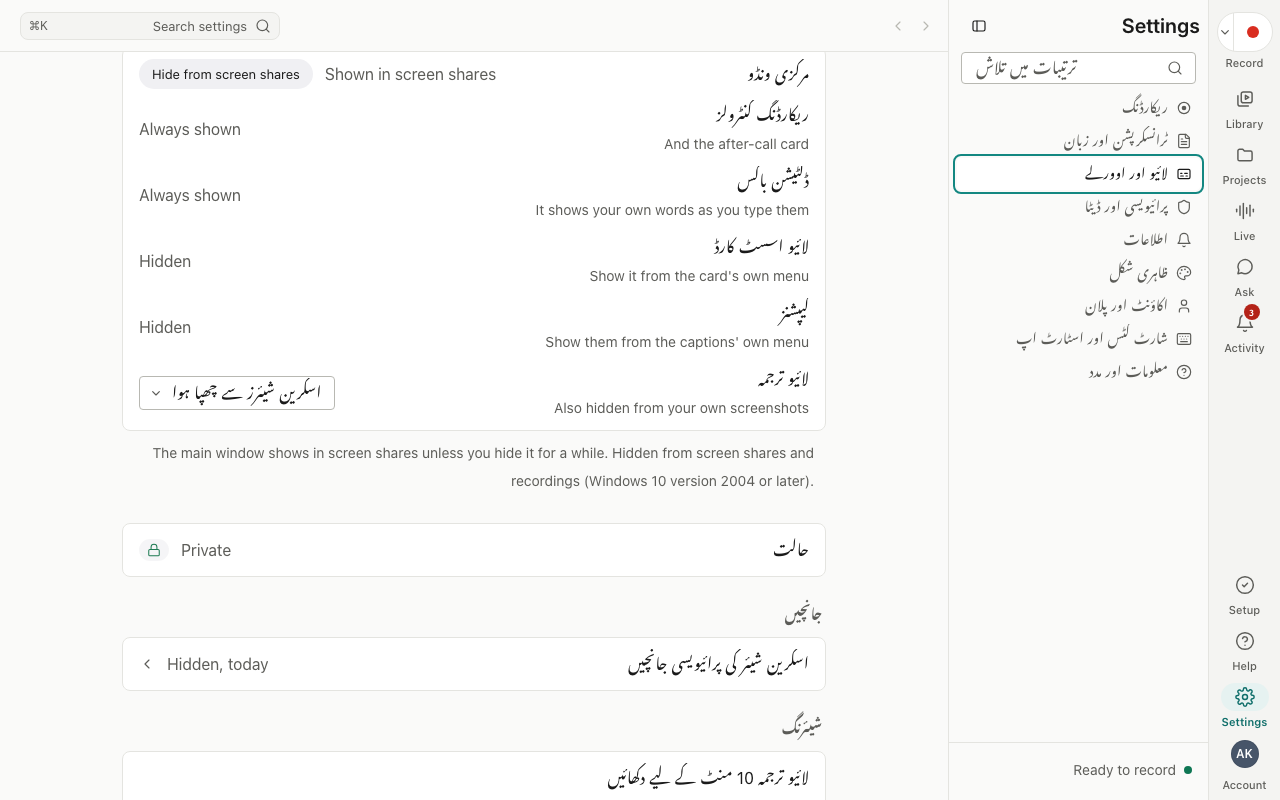 ⌘K
Search settings
Settings
ترتیبات میں تلاش
ریکارڈنگ
ٹرانسکرپشن اور زبان
لائیو اور اوورلے
پرائیویسی اور ڈیٹا
اطلاعات
ظاہری شکل
اکاؤنٹ اور پلان
شارٹ کٹس اور اسٹارٹ اپ
معلومات اور مدد
Ready to record
Record
Library
Projects
Live
Ask
3
Activity
Setup
Help
Settings
AK
Account
مرکزی ونڈو
Shown in screen shares
Hide from screen shares
ریکارڈنگ کنٹرولز
And the after-call card
Always shown
ڈکٹیشن باکس
It shows your own words as you type them
Always shown
لائیو اسسٹ کارڈ
Show it from the card's own menu
Hidden
کیپشنز
Show them from the captions' own menu
Hidden
لائیو ترجمہ
Also hidden from your own screenshots
اسکرین شیئرز سے چھپا ہوا
The main window shows in screen shares unless you hide it for a while. Hidden from screen shares and
recordings (Windows 10 version 2004 or later).
حالت
Private
جانچیں
اسکرین شیئر کی پرائیویسی جانچیں
Hidden, today
شیئرنگ
لائیو ترجمہ 10 منٹ کے لیے دکھائیں